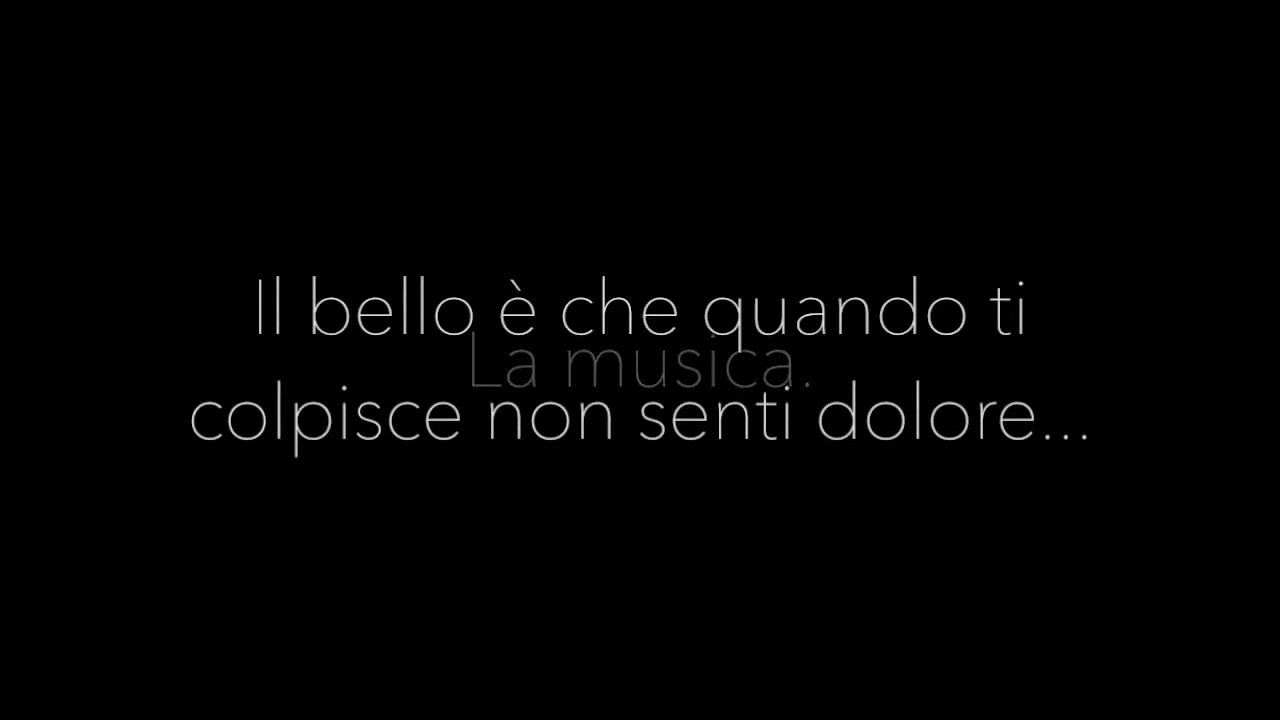 Il bello è che quando ti
La musica.
colpisce non senti dolore...